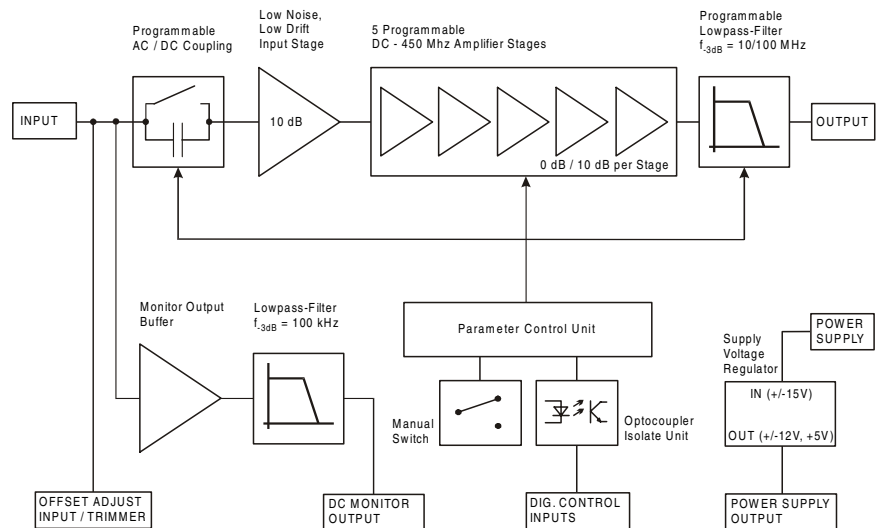 Programmable
AC / DC Coupling
Low Noise,
Low Drift
Input Stage
5 Programmable
DC - 450 Mhz Amplifier Stages
Programmable
Lowpass-Filter
f-3dB = 10/100 MHz
INPUT
10 dB
0 dB / 10 dB per Stage
OUTPUT
Monitor Output
Buffer
Lowpass-Filter
f-3dB = 100 kHz
Parameter Control Unit
Manual
Switch
Optocoupler
Isolate Unit
Supply
Voltage
Regulator
POWER
SUPPLY
IN (+/-15V)
OUT (+/-12V, +5V)
OFFSET ADJUST
INPUT / TRIMMER
DC MONITOR
OUTPUT
DIG. CONTROL
INPUTS
POWER SUPPLY
OUTPUT